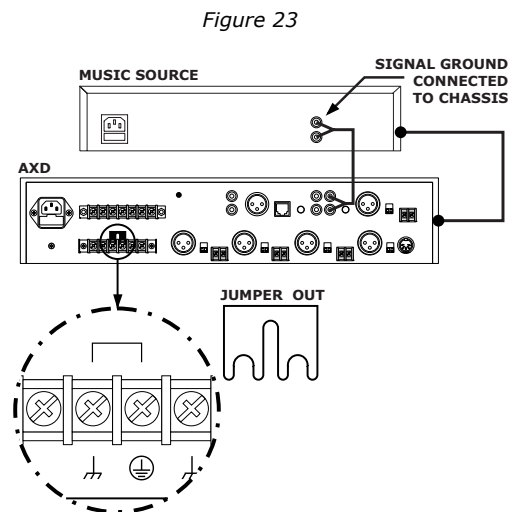 Figure 23
SIGNAL GROUND
CONNECTED
TO CHASSIS
MUSIC SOURCE
AXD
JUMPER OUT